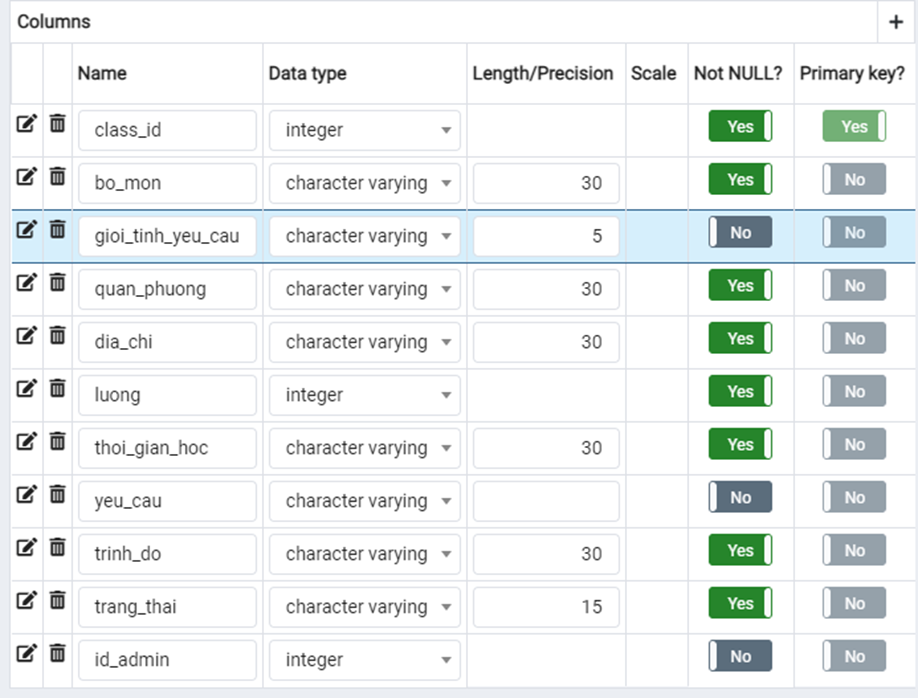 Columns +
Name Data type Length/Precision Scale Not NULL? Primary key?
class_id integer Yes Yes
bo_mon character varying 30 Yes No
gioi_tinh_yeu_cau character varying 5 No No
quan_phuong character varying 30 Yes No
dia_chi character varying 30 Yes No
luong integer Yes No
thoi_gian_hoc character varying 30 Yes No
yeu_cau character varying No No
trinh_do character varying 30 Yes No
trang_thai character varying 15 Yes No
id_admin integer No No